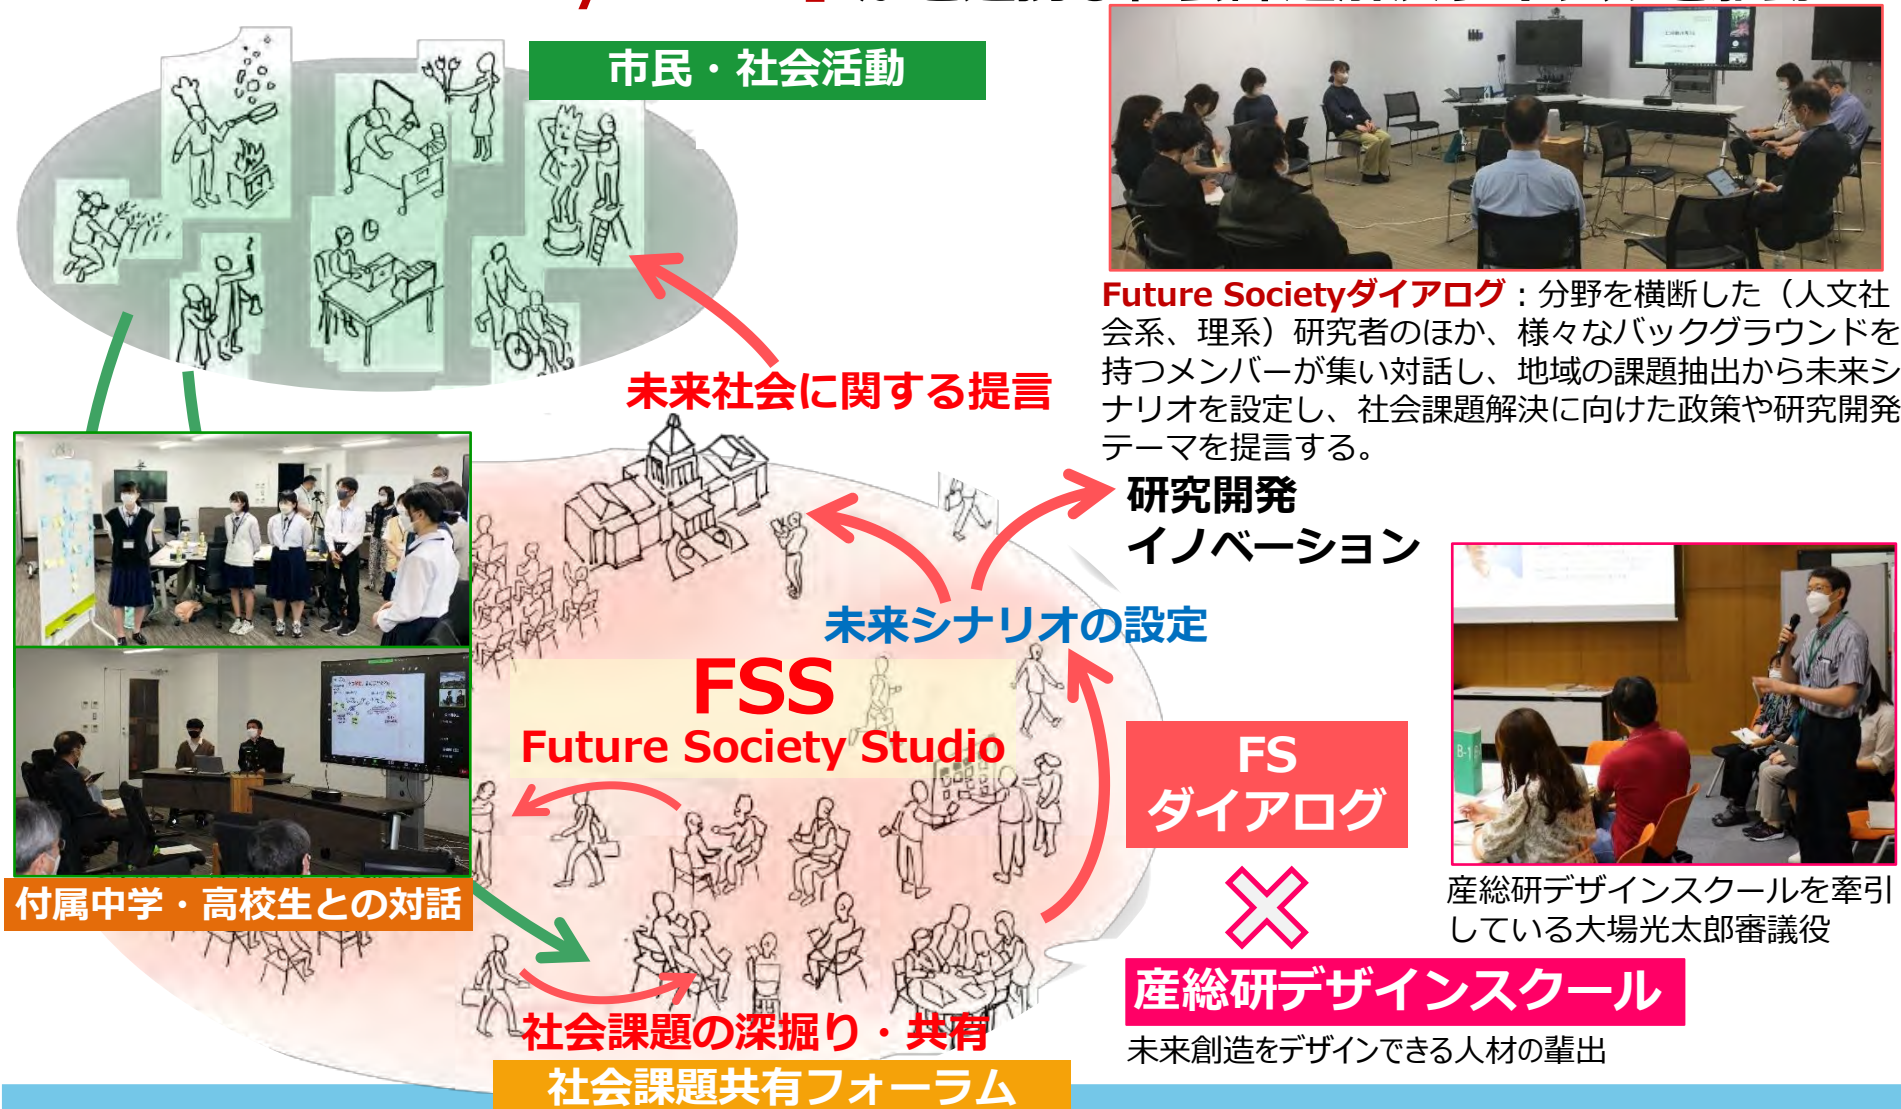 市民・社会活動
Future Societyダイアログ：分野を横断した（人文社
会系、理系）研究者のほか、様々なバックグラウンドを
持つメンバーが集い対話し、地域の課題抽出から未来シ
ナリオを設定し、社会課題解決に向けた政策や研究開発
テーマを提言する。
未来社会に関する提言
研究開発
イノベーション
未来シナリオの設定
FSS
Future Society Studio
FS
ダイアログ
付属中学・高校生との対話
産総研デザインスクールを牽引
している大場光太郎審議役
産総研デザインスクール
未来創造をデザインできる人材の輩出
社会課題の深掘り・共有
社会課題共有フォーラム
B-1